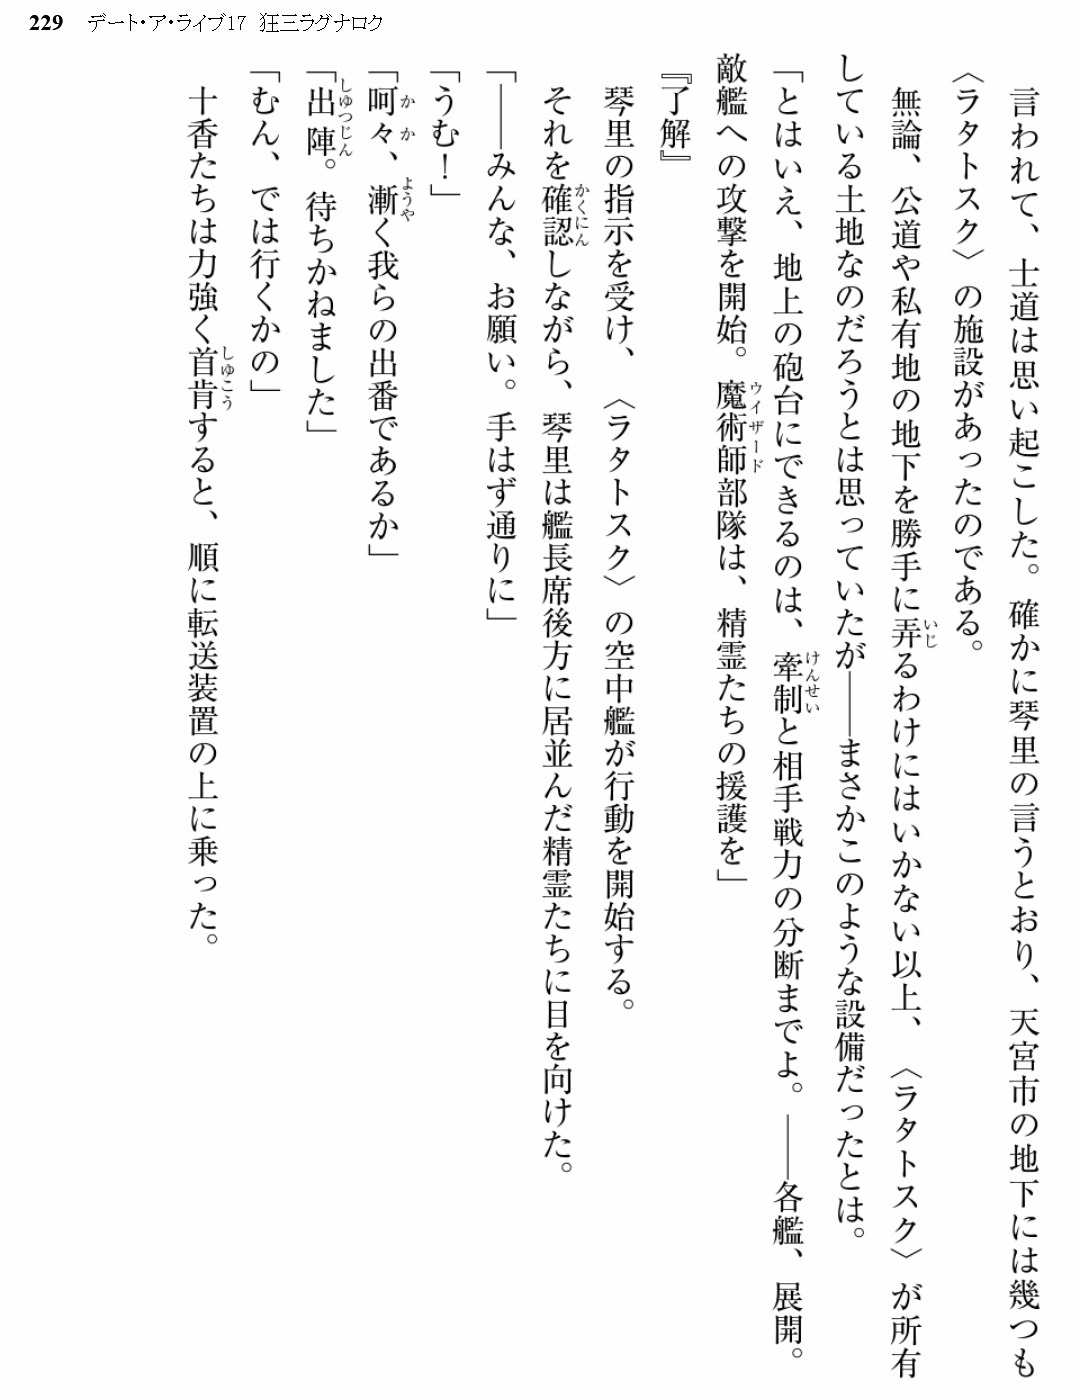 229 デート・ア・ライブ17 狂三ラグナロク
言われて、士道は思い起こした。確かに琴里の言うとおり、天宮市の地下には幾つも
〈ラタトスク〉の施設があったのである。
無論、公道や私有地の地下を勝手に弄るわけにはいかない以上、〈ラタトスク〉が所有
している土地なのだろうとは思っていたが――まさかこのような設備だったとは。
「とはいえ、地上の砲台にできるのは、牽制と相手戦力の分断までよ。――各艦、展開。
敵艦への攻撃を開始。魔術師部隊は、精霊たちの援護を」
『了解』
琴里の指示を受け、〈ラタトスク〉の空中艦が行動を開始する。
それを確認しながら、琴里は艦長席後方に居並んだ精霊たちに目を向けた。
「――みんな、お願い。手はず通りに」
「うむ！」
「呵々、漸く我らの出番であるか」
「出陣。待ちかねました」
「むん、では行くかの」
十香たちは力強く首肯すると、順に転送装置の上に乗った。